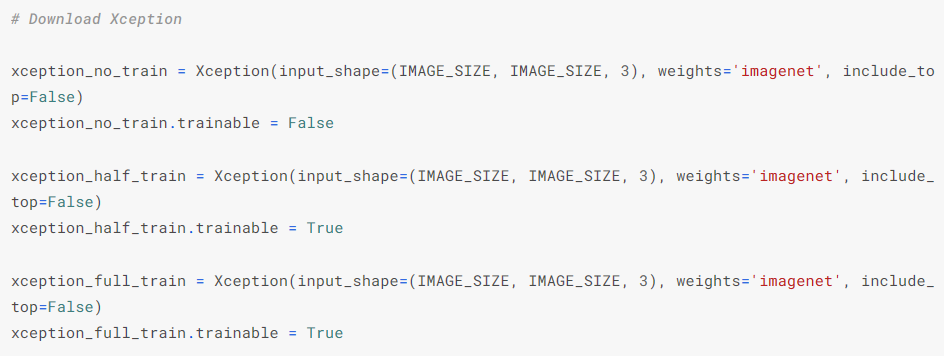 # Download Xception
xception_no_train = Xception(input_shape=(IMAGE_SIZE, IMAGE_SIZE, 3), weights='imagenet', include_to
p=False)
xception_no_train.trainable = False
xception_half_train = Xception(input_shape=(IMAGE_SIZE, IMAGE_SIZE, 3), weights='imagenet', include_
top=False)
xception_half_train.trainable = True
xception_full_train = Xception(input_shape=(IMAGE_SIZE, IMAGE_SIZE, 3), weights='imagenet', include_
top=False)
xception_full_train.trainable = True